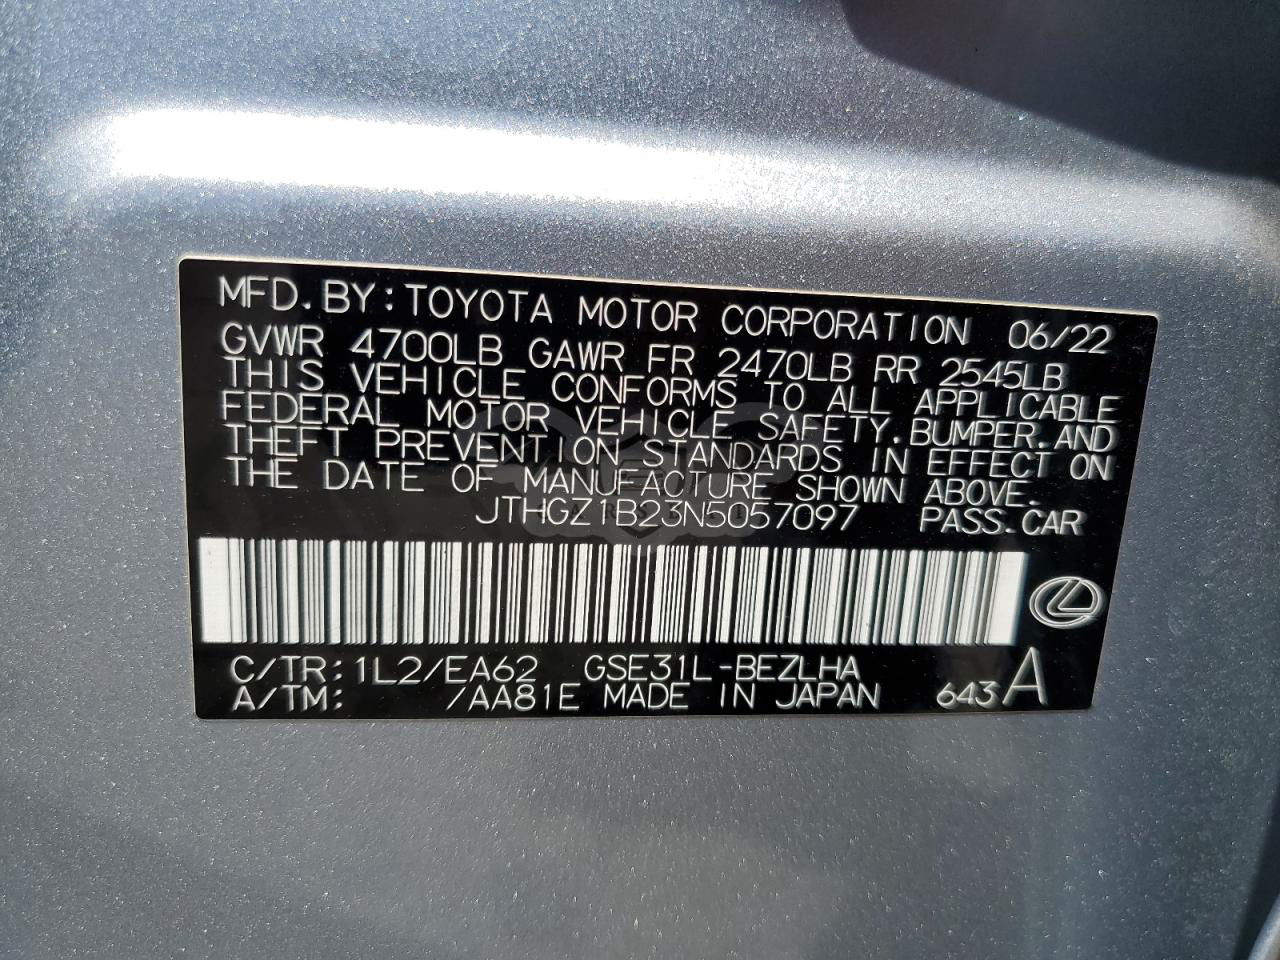 MFD.BY:TOYOTA MOTOR CORPORATION 06/22
GVWR 4700LB GAWR FR 2470LB RR 2545LB
THIS VEHICLE CONFORMS TO ALL APPLICABLE
FEDERAL MOTOR VEHICLE SAFETY.BUMPER.AND
THEFT PREVENTION STANDARDS IN EFFECT ON
THE DATE OF MANUFACTURE SHOWN ABOVE.
JTHGZ1B23N5057097 PASS.CAR
C/TR:1L2/EA62 GSE31L-BEZLHA
A/TM: /AA81E MADE IN JAPAN 643 A